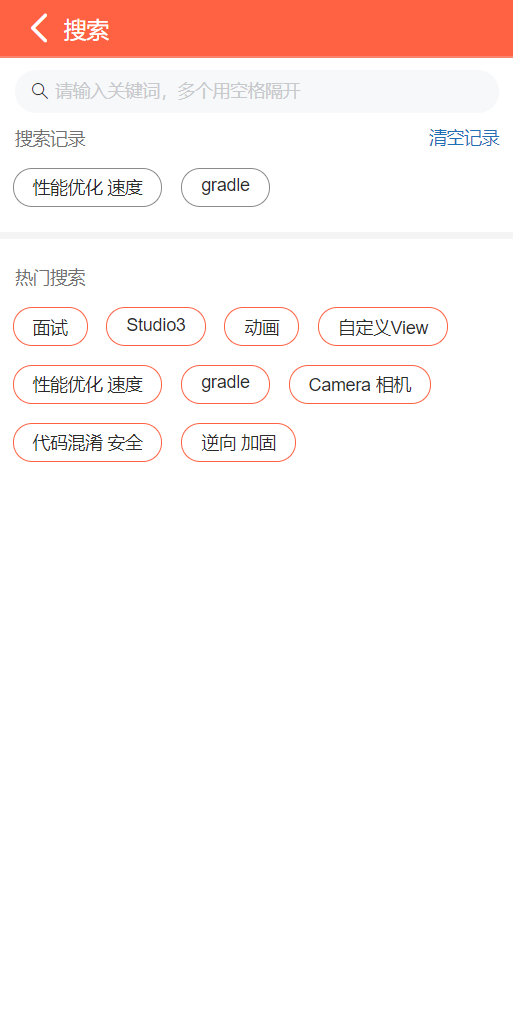 搜索
请输入关键词，多个用空格隔开
搜索记录 清空记录
性能优化 速度 gradle
热门搜索
面试 Studio3 动画 自定义View
性能优化 速度 gradle Camera 相机
代码混淆 安全 逆向 加固